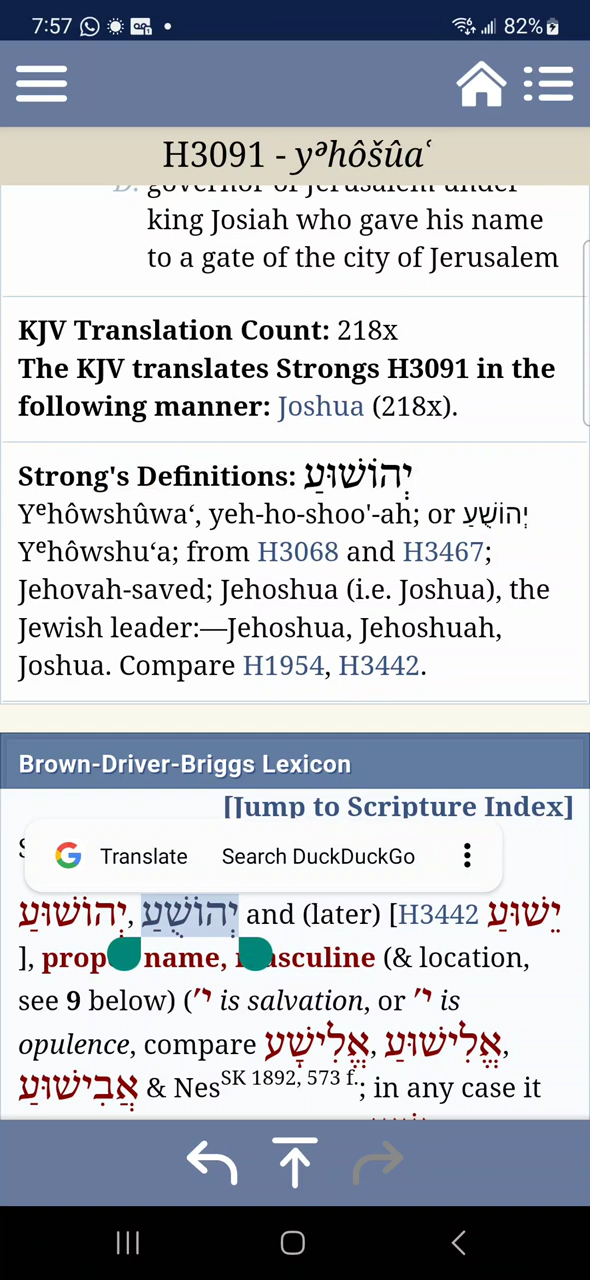 7:57 82%
H3091 - yᵊhôšûaʿ
D. governor of Jerusalem under
king Josiah who gave his name
to a gate of the city of Jerusalem
KJV Translation Count: 218x
The KJV translates Strongs H3091 in the
following manner: Joshua (218x).
Strong's Definitions: יְהוֹשׁוּעַ
Yᵉhôwshûwaʻ, yeh-ho-shoo'-ah; or יְהוֹשֻׁעַ
Yᵉhôwshuʻa; from H3068 and H3467;
Jehovah-saved; Jehoshua (i.e. Joshua), the
Jewish leader:—Jehoshua, Jehoshuah,
Joshua. Compare H1954, H3442.
Brown-Driver-Briggs Lexicon
[Jump to Scripture Index]
Translate Search DuckDuckGo
יְהוֹשׁוּעַ, יְהוֹשֻׁעַ and (later) [H3442 יֵשׁוּעַ
], prop name, masculine (& location,
see 9 below) (י׳ is salvation, or י׳ is
opulence, compare אֱלִישָׁע, אֱלִישׁוּעַ,
אֲבִישׁוּעַ & Nes SK 1892, 573 f.; in any case it